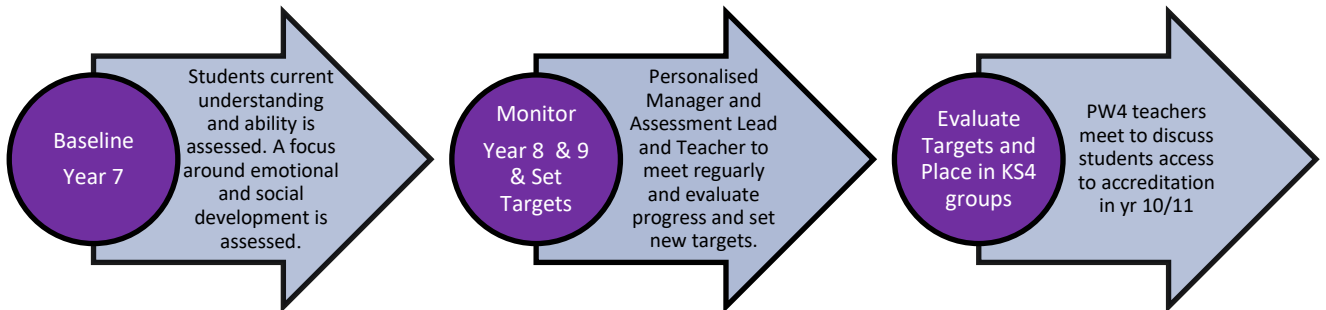 Baseline
Year 7
Students current
understanding
and ability is
assessed. A focus
around emotional
and social
development is
assessed.
Monitor
Year 8 & 9
& Set
Targets
Personalised
Manager and
Assessment Lead
and Teacher to
meet reguarly
and evaluate
progress and set
new targets.
Evaluate
Targets and
Place in KS4
groups
PW4 teachers
meet to discuss
students access
to accreditation
in yr 10/11